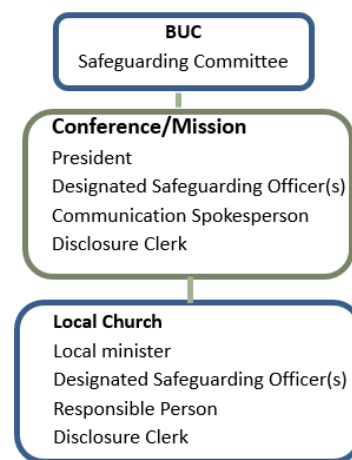 BUC
Safeguarding Committee
Conference/Mission
President
Designated Safeguarding Officer(s)
Communication Spokesperson
Disclosure Clerk
Local Church
Local minister
Designated Safeguarding Officer(s)
Responsible Person
Disclosure Clerk